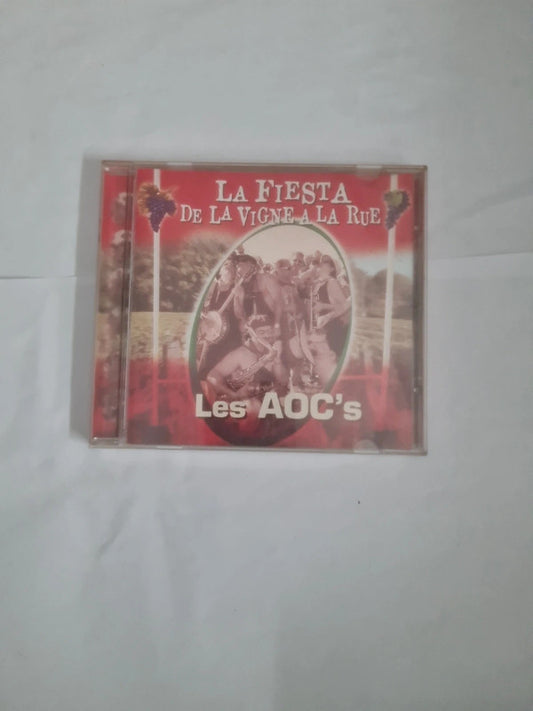 LA FIESTA
DE LA VIGNE A LA RUE
Les AOC's